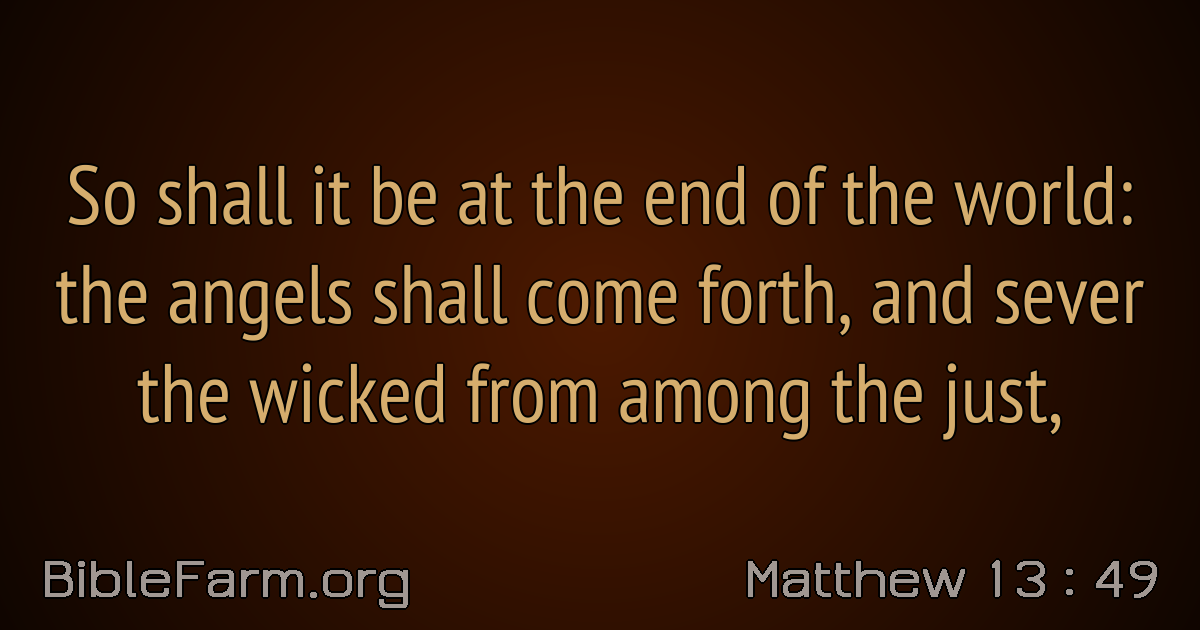 So shall it be at the end of the world:
the angels shall come forth, and sever
the wicked from among the just,
BibleFarm.org
Matthew 13 : 49